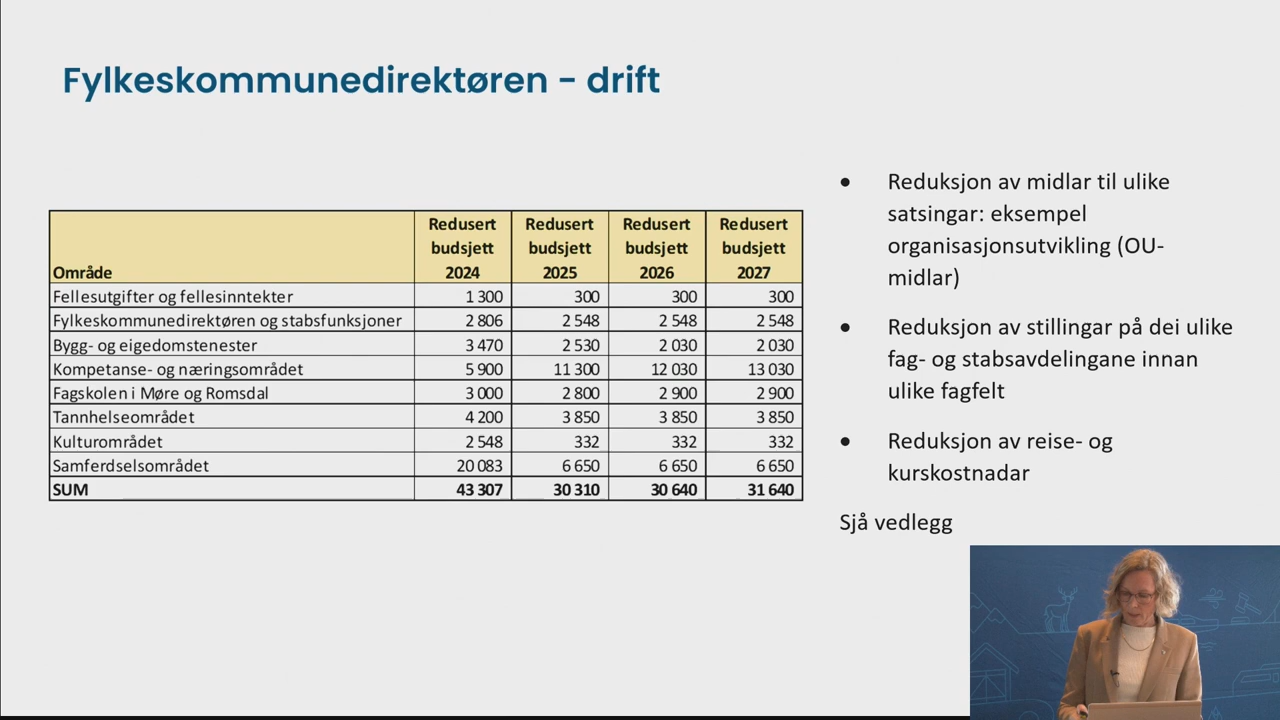 Fylkeskommunedirektøren - drift
Område Redusert budsjett 2024 Redusert budsjett 2025 Redusert budsjett 2026 Redusert budsjett 2027
Fellesutgifter og fellesinntekter 1 300 300 300 300
Fylkeskommunedirektøren og stabsfunksjoner 2 806 2 548 2 548 2 548
Bygg- og eigedomstenester 3 470 2 530 2 030 2 030
Kompetanse- og næringsområdet 5 900 11 300 12 030 13 030
Fagskolen i Møre og Romsdal 3 000 2 800 2 900 2 900
Tannhelseområdet 4 200 3 850 3 850 3 850
Kulturområdet 2 548 332 332 332
Samferdselsområdet 20 083 6 650 6 650 6 650
SUM 43 307 30 310 30 640 31 640
• Reduksjon av midlar til ulike
satsingar: eksempel
organisasjonsutvikling (OU-
midlar)
• Reduksjon av stillingar på dei ulike
fag- og stabsavdelingane innan
ulike fagfelt
• Reduksjon av reise- og
kurskostnadar
Sjå vedlegg